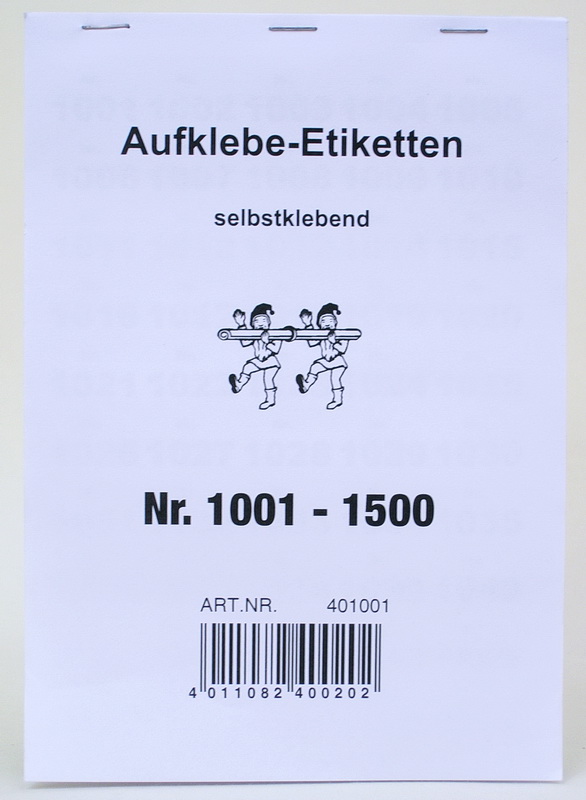 Aufklebe-Etiketten
selbstklebend
Nr. 1001 - 1500
ART.NR. 401001
4 011082 400202